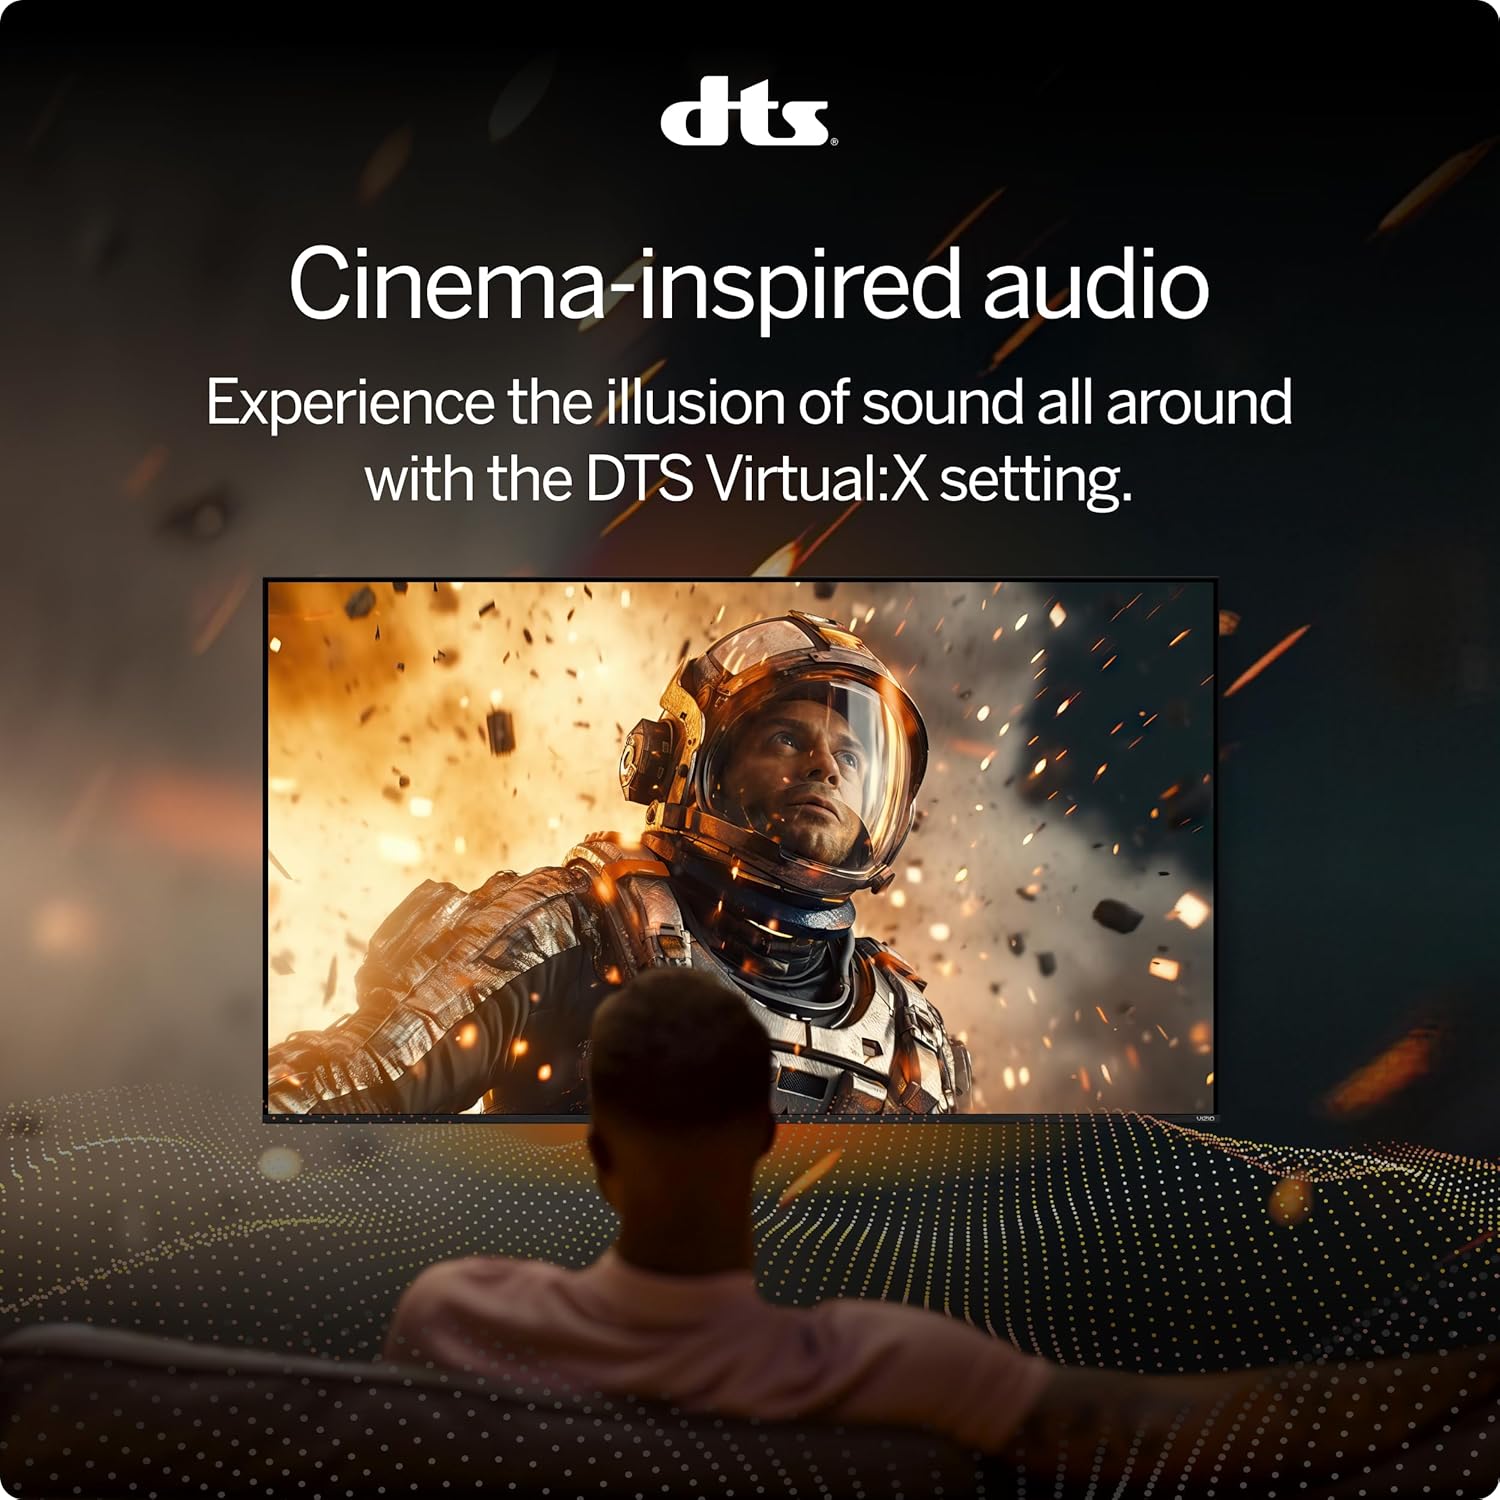 dts®
Cinema-inspired audio
Experience the illusion of sound all around
with the DTS Virtual:X setting.
VIZIO